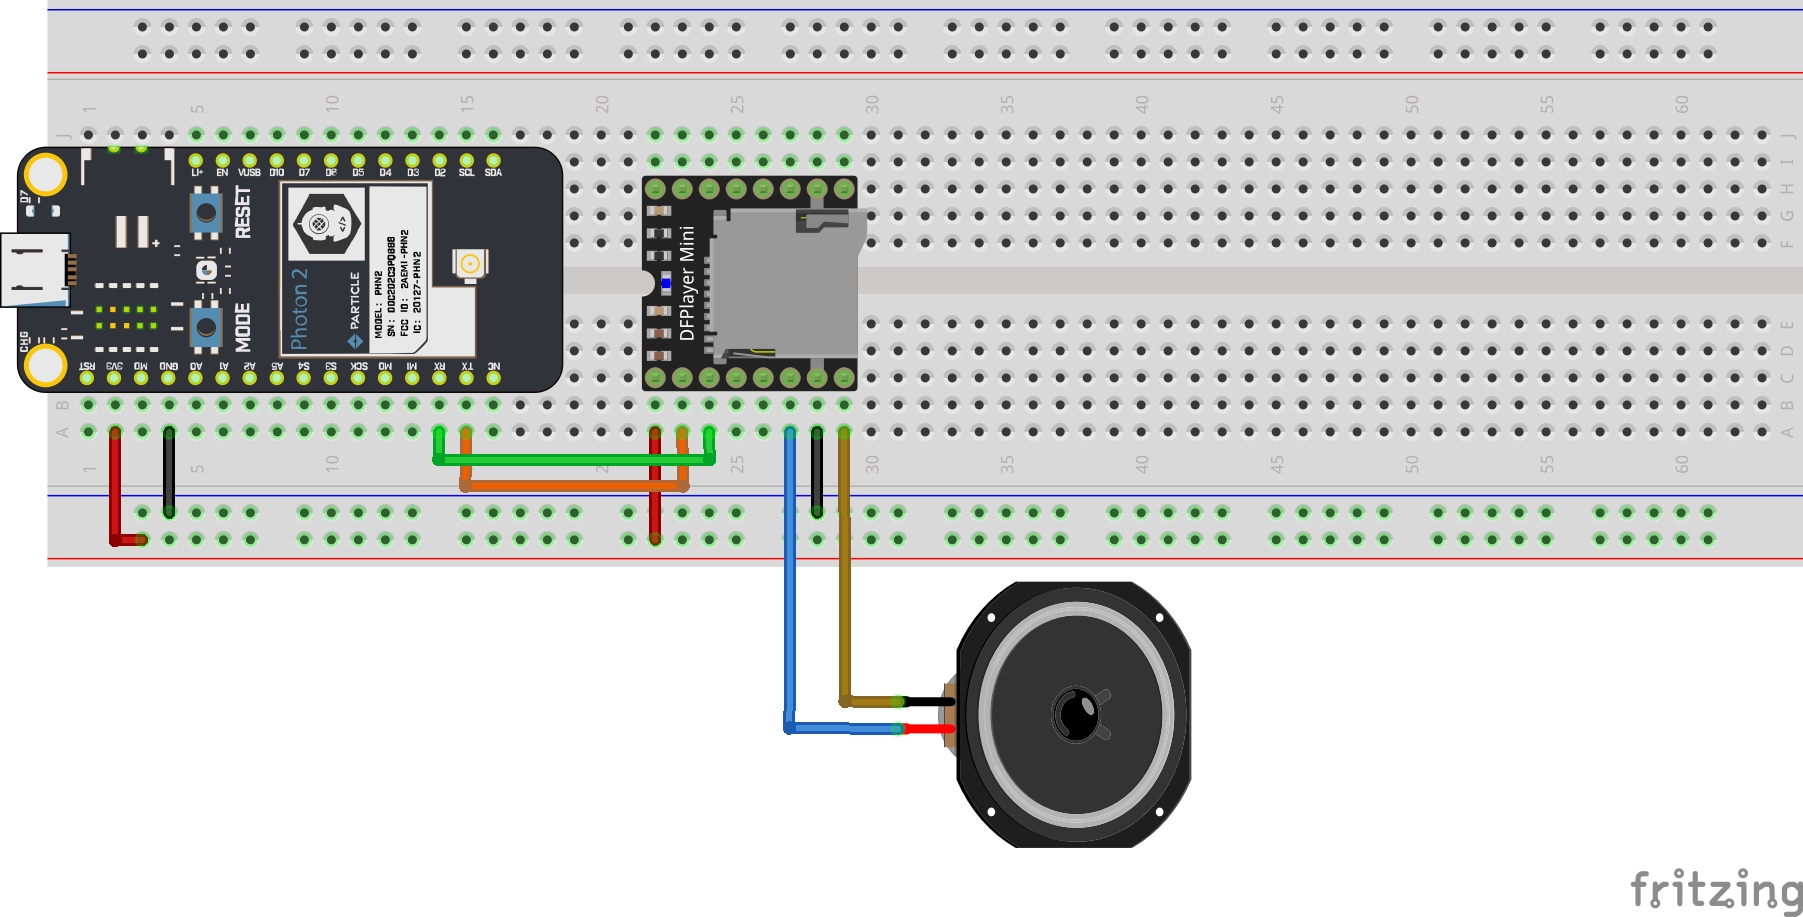 1 5 10 15 20 25 30 35 40 45 50 55 60
J J
I
H
G
F
LI+ EN VUSB D10 D7 D6 D5 D4 D3 D2 SCL SDA
D7
RESET
MODE
CHG
Photon 2
PARTICLE
MODEL: PHN2
FCC ID: 2AEMI-PHN2
IC: 20127-PHN2
DFPlayer Mini
RST 3V3 MD GND A0 A1 A2 A5 S4 S3 SCK MO MI RX TX NC
E
D
C
B B
A A
1 5 10 15 20 25 30 35 40 45 50 55 60
fritzing